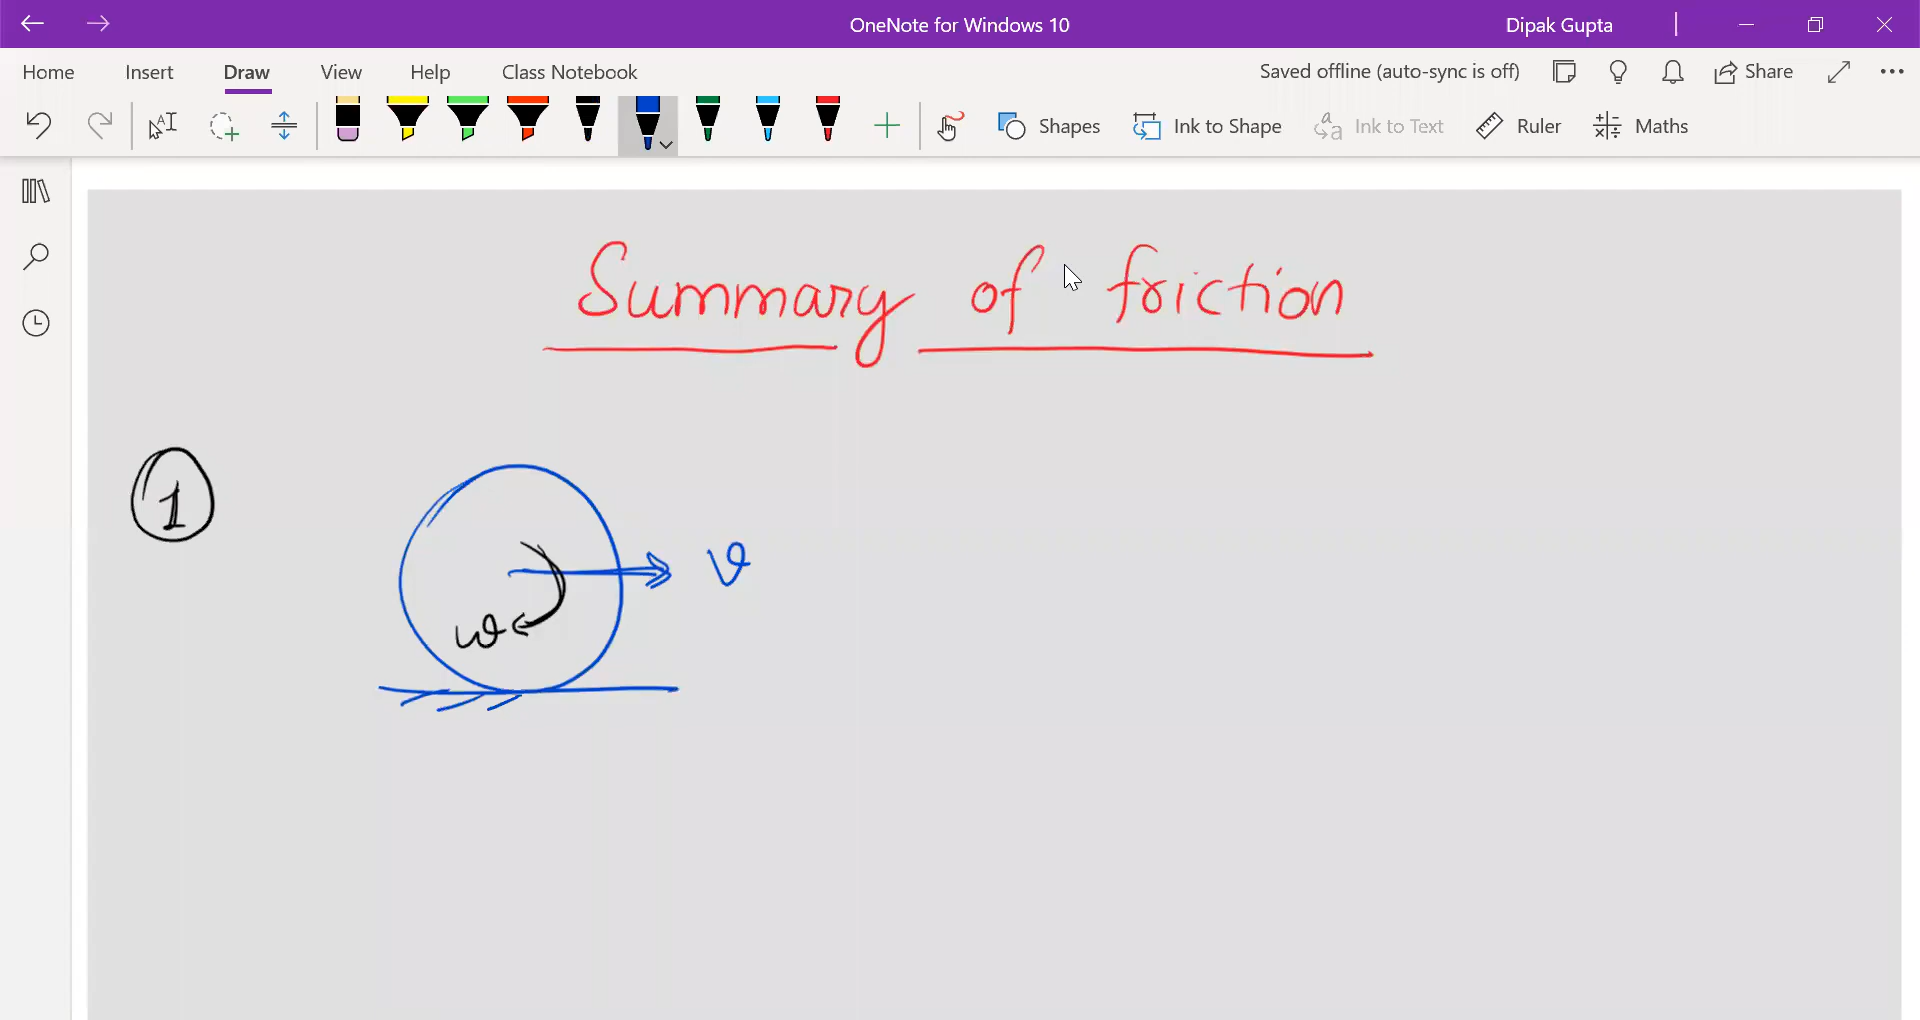 OneNote for Windows 10
Dipak Gupta
Home Insert Draw View Help Class Notebook
Saved offline (auto-sync is off) Share
Shapes Ink to Shape Ink to Text Ruler Maths
Summary of friction
1
v
ω